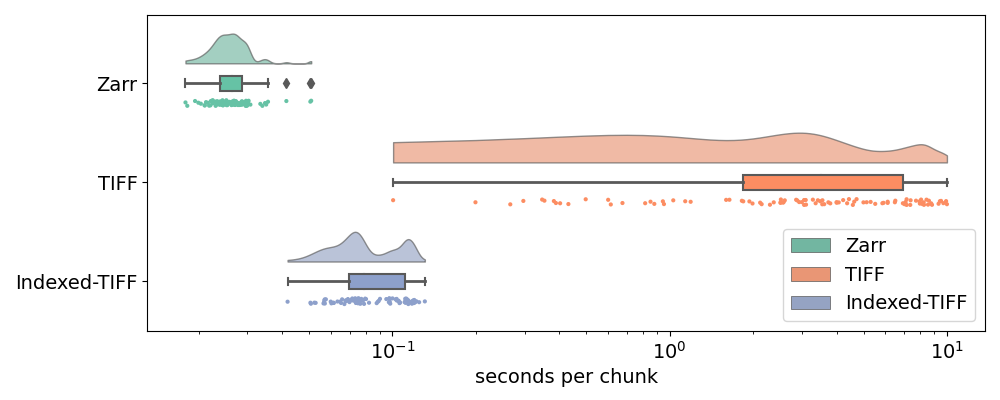 Zarr
TIFF
Indexed-TIFF
Zarr
TIFF
Indexed-TIFF
10⁻¹
10⁰
10¹
seconds per chunk